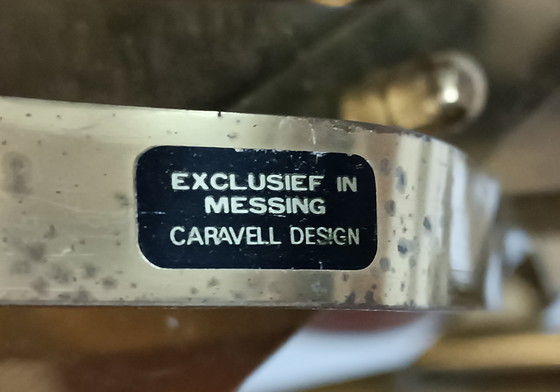 EXCLUSIEF IN
MESSING
CARAVELL DESIGN